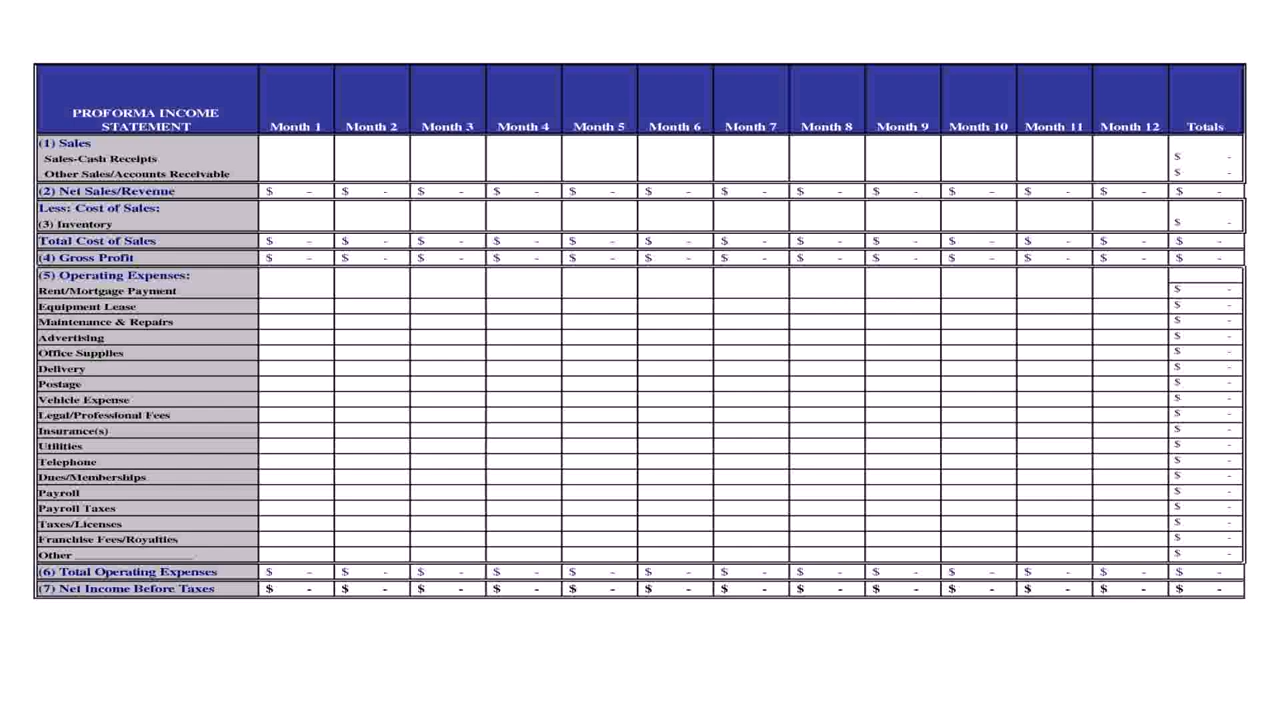 PROFORMA INCOME
STATEMENT Month 1 Month 2 Month 3 Month 4 Month 5 Month 6 Month 7 Month 8 Month 9 Month 10 Month 11 Month 12 Totals
(1) Sales
Sales-Cash Receipts $ -
Other Sales/Accounts Receivable $ -
(2) Net Sales/Revenue $ - $ - $ - $ - $ - $ - $ - $ - $ - $ - $ - $ - $ -
Less: Cost of Sales:
(3) Inventory $ -
Total Cost of Sales $ - $ - $ - $ - $ - $ - $ - $ - $ - $ - $ - $ - $ -
(4) Gross Profit $ - $ - $ - $ - $ - $ - $ - $ - $ - $ - $ - $ - $ -
(5) Operating Expenses:
Rent/Mortgage Payment $ -
Equipment Lease $ -
Maintenance & Repairs $ -
Advertising $ -
Office Supplies $ -
Delivery $ -
Postage $ -
Vehicle Expense $ -
Legal/Professional Fees $ -
Insurance(s) $ -
Utilities $ -
Telephone $ -
Dues/Memberships $ -
Payroll $ -
Payroll Taxes $ -
Taxes/Licenses $ -
Franchise Fees/Royalties $ -
Other ____________________ $ -
(6) Total Operating Expenses $ - $ - $ - $ - $ - $ - $ - $ - $ - $ - $ - $ - $ -
(7) Net Income Before Taxes $ - $ - $ - $ - $ - $ - $ - $ - $ - $ - $ - $ - $ -